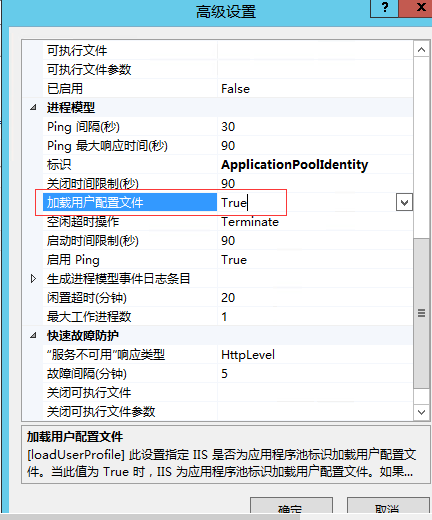 高级设置
?
可执行文件
可执行文件参数
已启用 False
进程模型
Ping 间隔(秒) 30
Ping 最大响应时间(秒) 90
标识 ApplicationPoolIdentity
关闭时间限制(秒) 90
加载用户配置文件 True
空闲超时操作 Terminate
启动时间限制(秒) 90
启用 Ping True
生成进程模型事件日志条目
闲置超时(分钟) 20
最大工作进程数 1
快速故障防护
“服务不可用”响应类型 HttpLevel
故障间隔(分钟) 5
关闭可执行文件
关闭可执行文件参数
加载用户配置文件
[loadUserProfile] 此设置指定 IIS 是否为应用程序池标识加载用户配置文
件。当此值为 True 时，IIS 为应用程序池标识加载用户配置文件。如果...
确定 取消